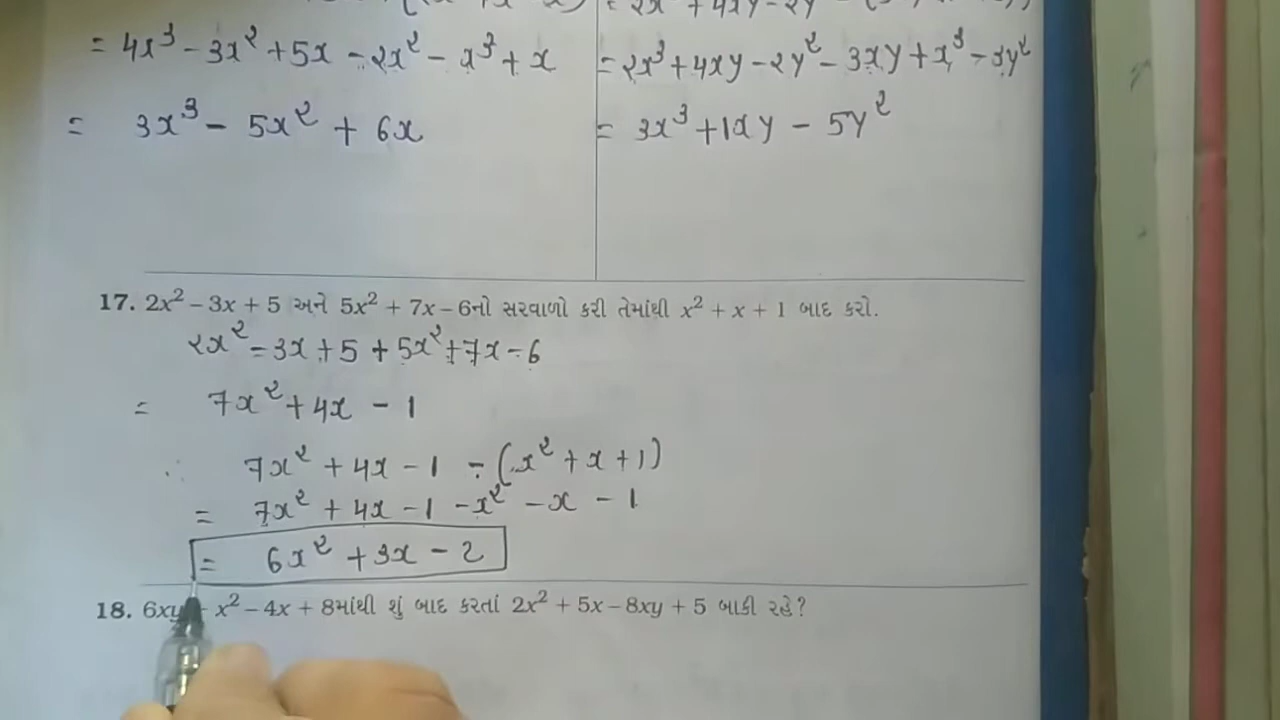 = 4x³ - 3x² + 5x - 2x² - x³ + x
= 3x³ - 5x² + 6x
= 2x³ + 4xy - 2y² - 3xy + x³ - 3y²
= 3x³ + 1xy - 5y²
17. 2x² - 3x + 5 અને 5x² + 7x - 6નો સરવાળો કરી તેમાંથી x² + x + 1 બાદ કરો.
2x² - 3x + 5 + 5x² + 7x - 6
= 7x² + 4x - 1
∴ 7x² + 4x - 1 - (x² + x + 1)
= 7x² + 4x - 1 - x² - x - 1
= 6x² + 3x - 2
18. 6xy x² - 4x + 8માંથી શું બાદ કરતાં 2x² + 5x - 8xy + 5 બાકી રહે?